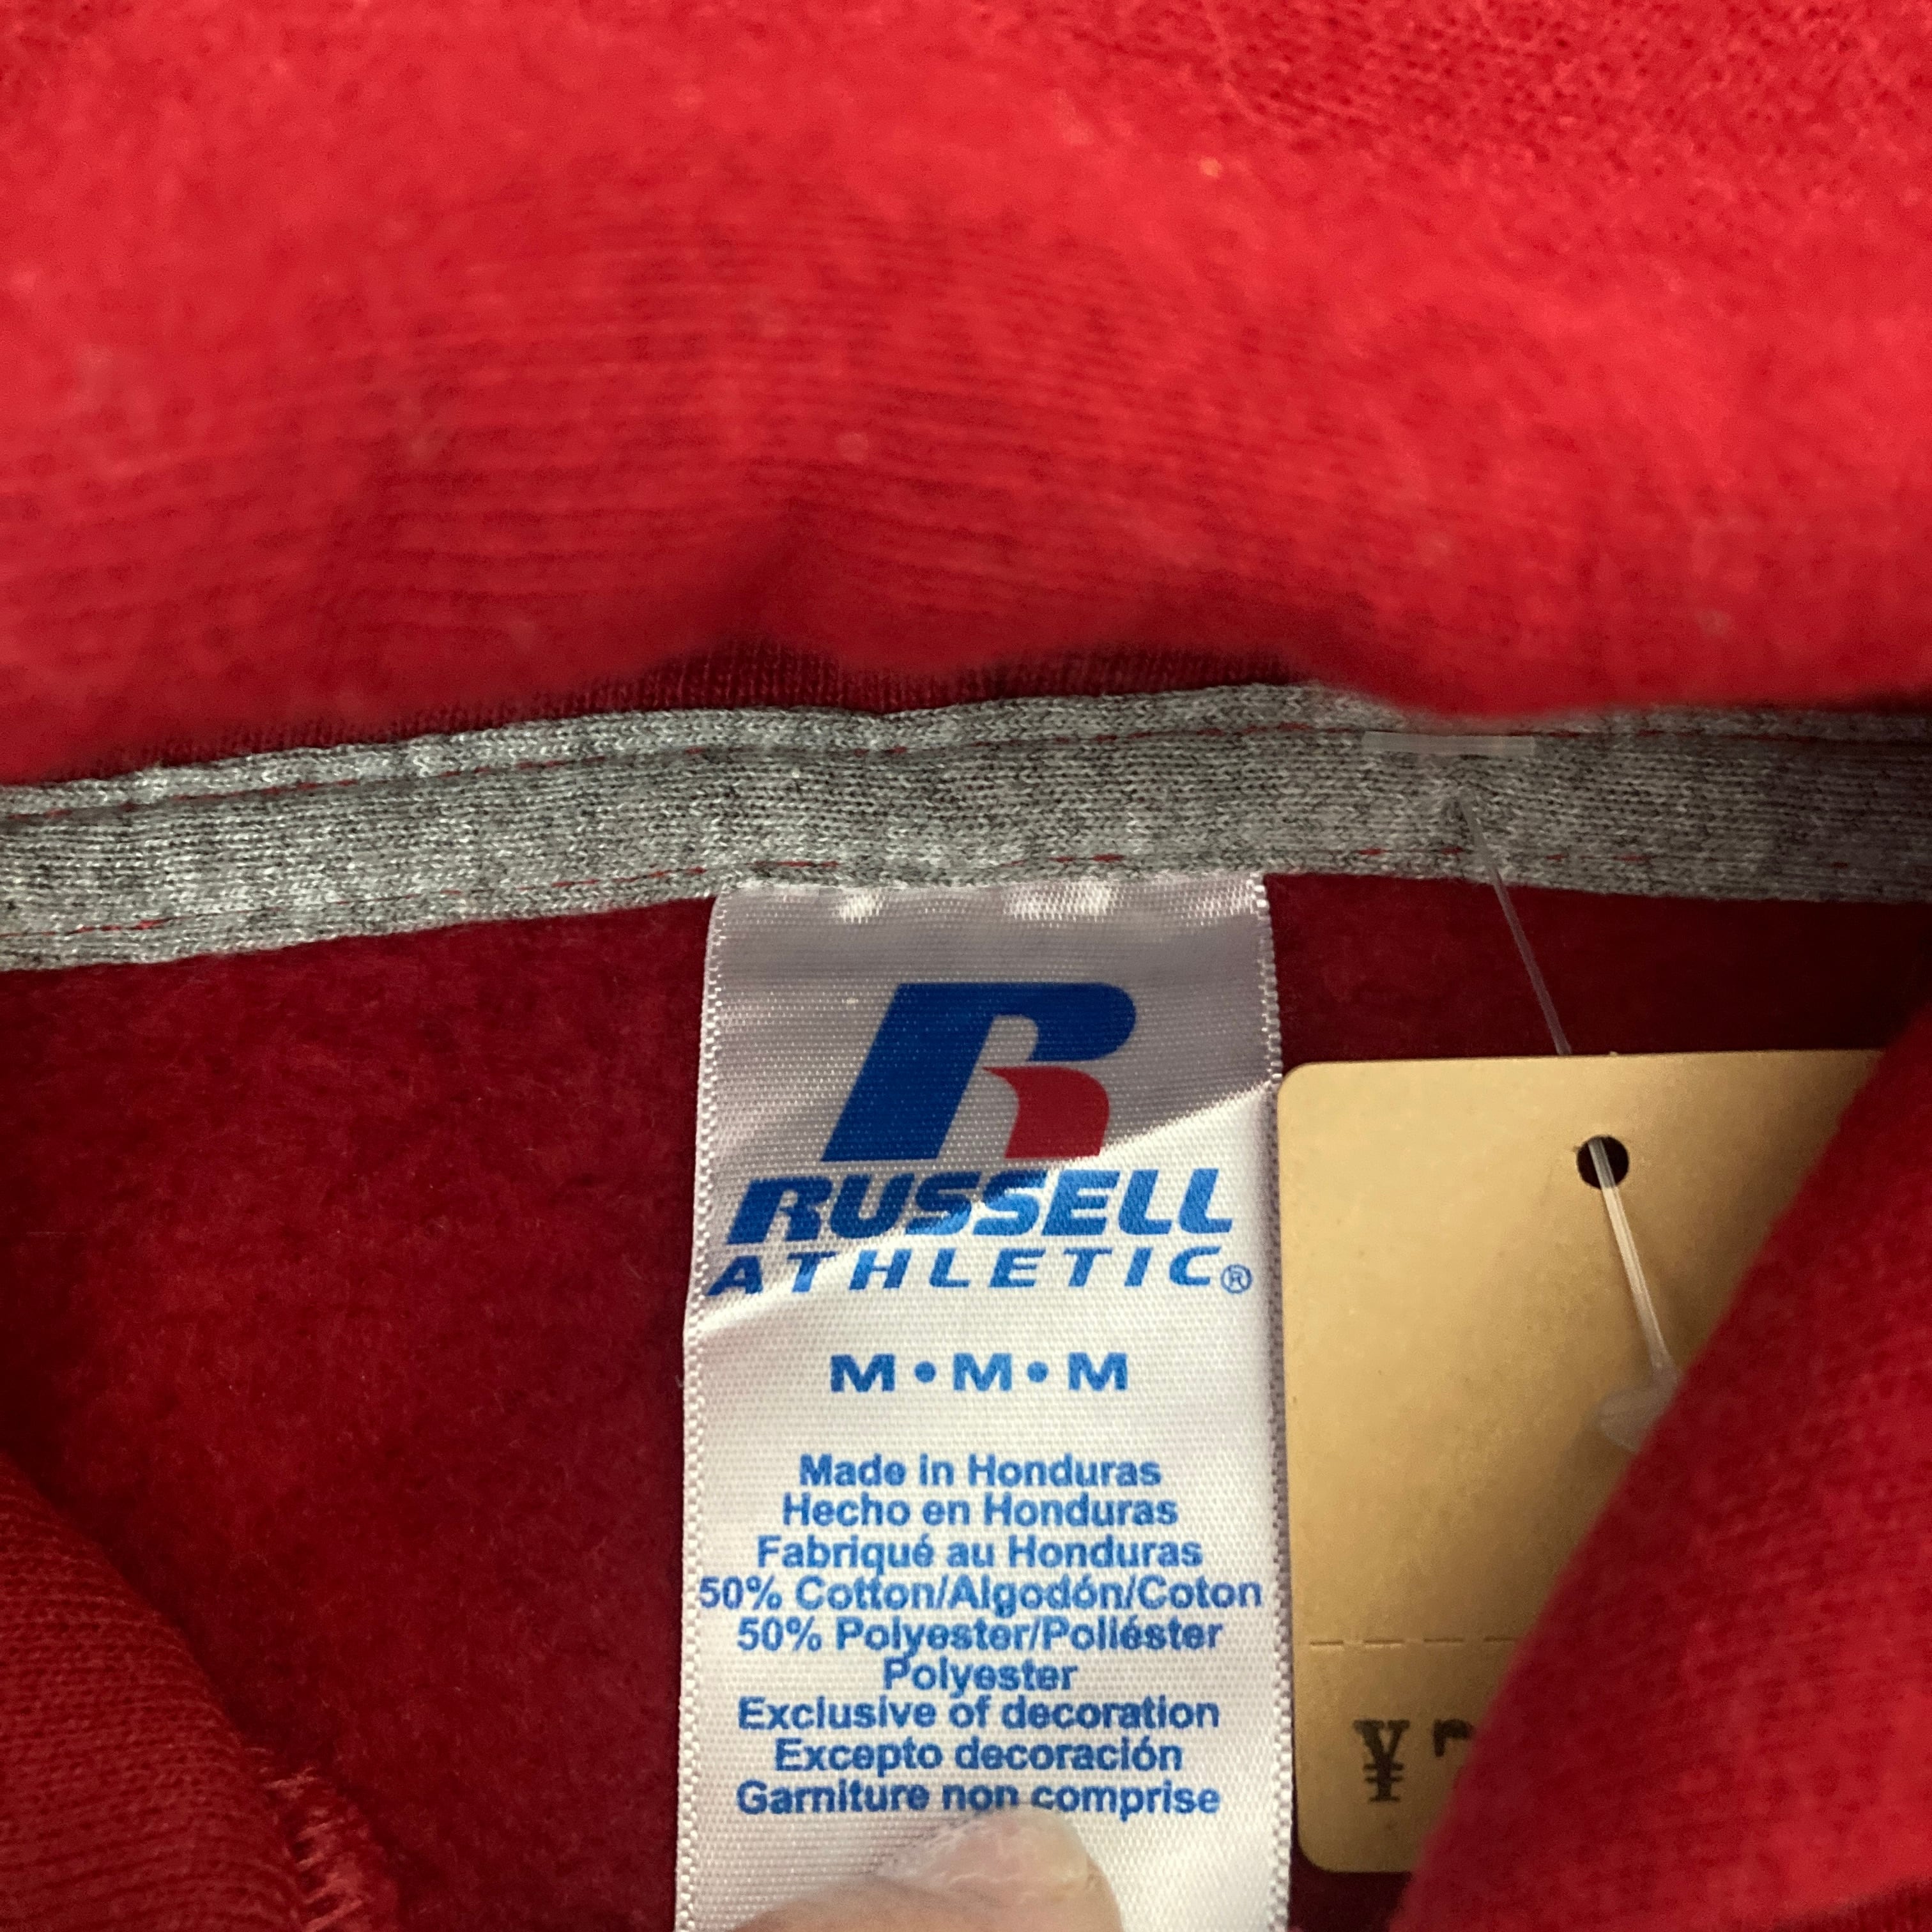 RUSSELL
ATHLETIC®
M•M•M
Made in Honduras
Hecho en Honduras
Fabriqué au Honduras
50% Cotton/Algodón/Coton
50% Polyester/Poliéster
Polyester
Exclusive of decoration
Excepto decoración
Garniture non comprise
¥